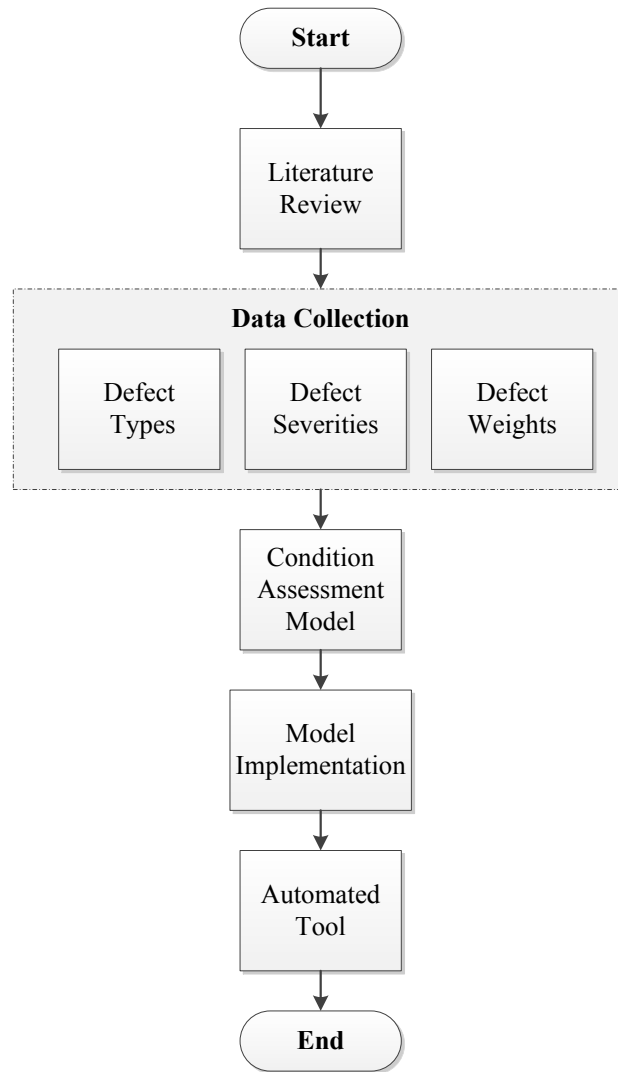 Start
Literature
Review
Data Collection
Defect
Types
Defect
Severities
Defect
Weights
Condition
Assessment
Model
Model
Implementation
Automated
Tool
End